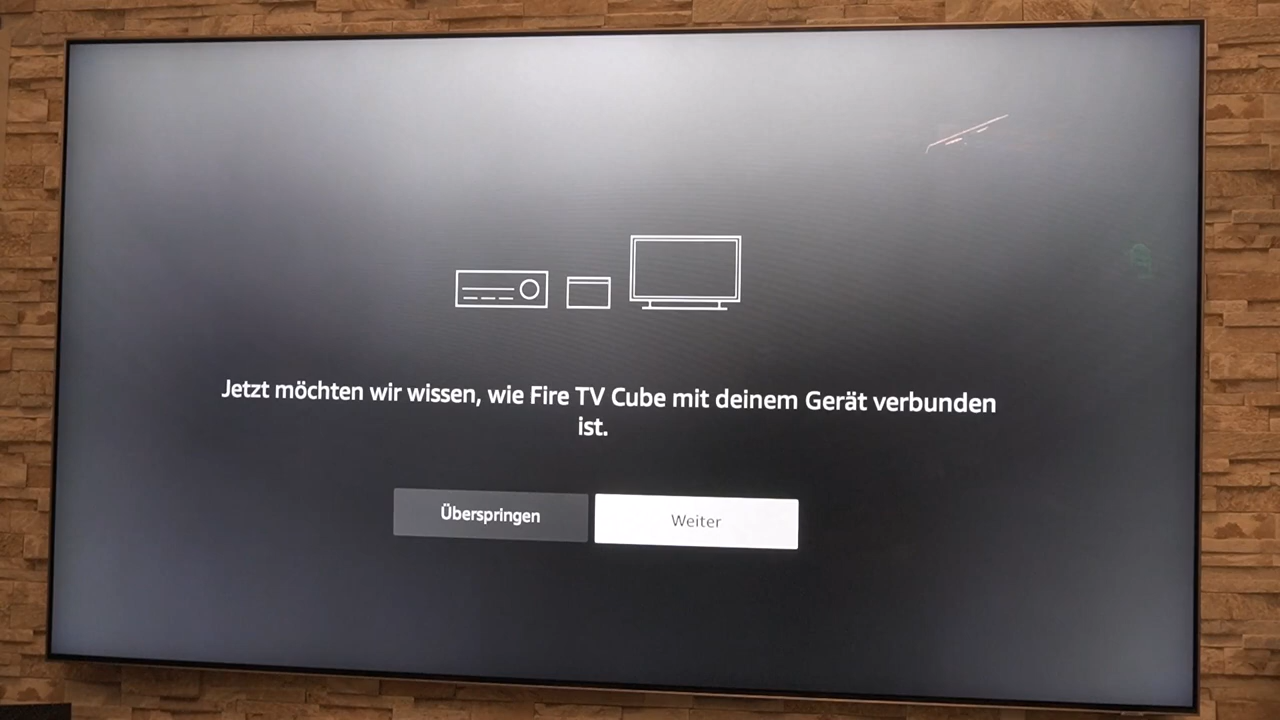 Jetzt möchten wir wissen, wie Fire TV Cube mit deinem Gerät verbunden
ist.
Überspringen
Weiter